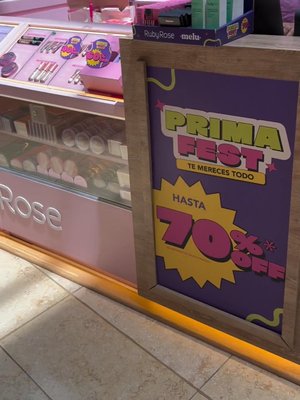 RubyRose melu
PRIMA
FEST
TE MERECES TODO
HASTA
70%
OFF
Rose